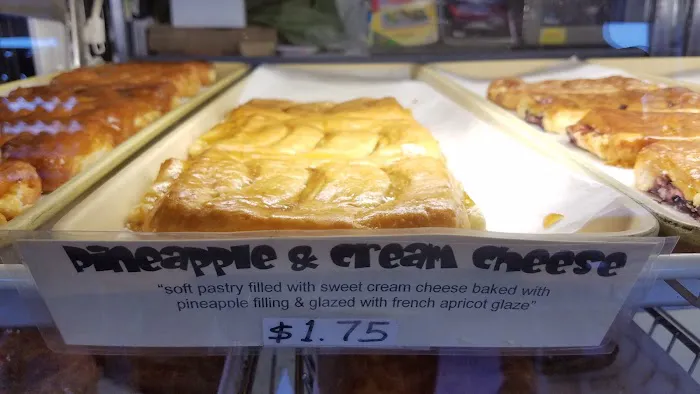 Pineapple & Cream Cheese
"soft pastry filled with sweet cream cheese baked with
pineapple filling & glazed with french apricot glaze"
$1.75